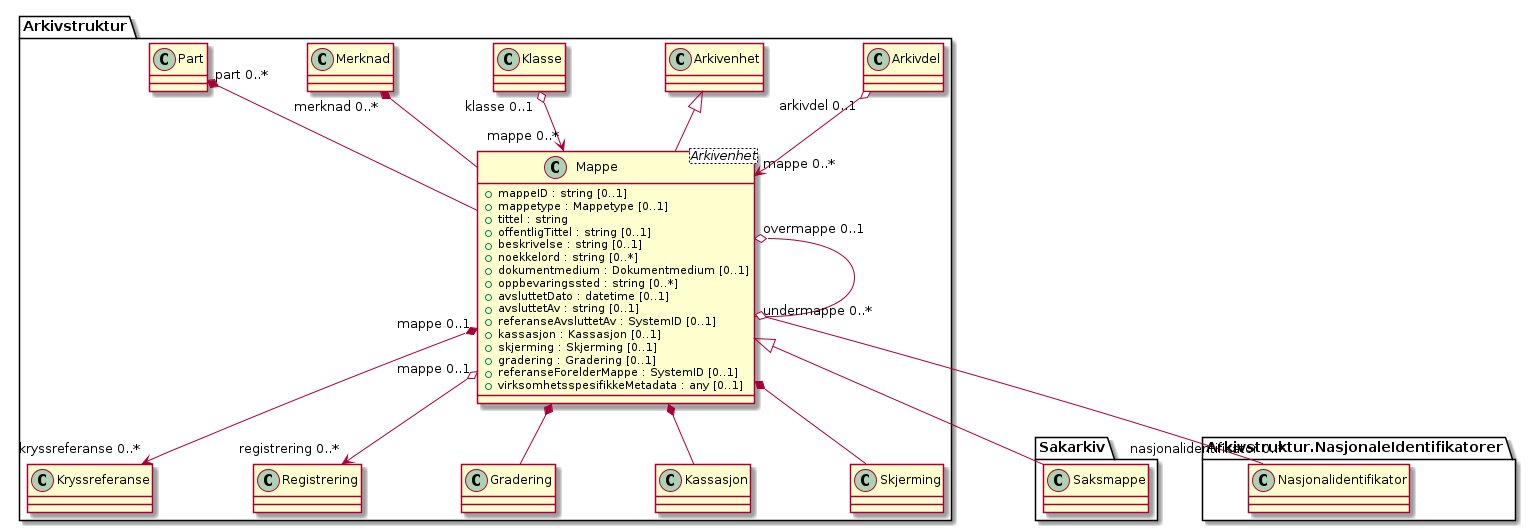 Arkivstruktur
C Part
C Merknad
C Klasse
C Arkivenhet
C Arkivdel
part 0..*
merknad 0..*
klasse 0..1
arkivdel 0..1
mappe 0..*
mappe 0..*
C Mappe
Arkivenhet
mappeID : string [0..1]
mappetype : Mappetype [0..1]
tittel : string
offentligTittel : string [0..1]
beskrivelse : string [0..1]
noekkelord : string [0..*]
dokumentmedium : Dokumentmedium [0..1]
oppbevaringssted : string [0..*]
avsluttetDato : datetime [0..1]
avsluttetAv : string [0..1]
referanseAvsluttetAv : SystemID [0..1]
kassasjon : Kassasjon [0..1]
skjerming : Skjerming [0..1]
gradering : Gradering [0..1]
referanseForelderMappe : SystemID [0..1]
virksomhetsspesifikkeMetadata : any [0..1]
overmappe 0..1
undermappe 0..*
mappe 0..1
mappe 0..1
kryssreferanse 0..*
registrering 0..*
nasjonalidentifikator 0..*
Sakarkiv
Arkivstruktur.NasjonaleIdentifikatorer
C Kryssreferanse
C Registrering
C Gradering
C Kassasjon
C Skjerming
C Saksmappe
C Nasjonalidentifikator